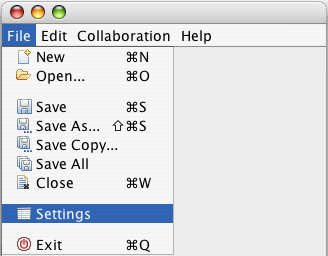 File Edit Collaboration Help
New ⌘N
Open... ⌘O
Save ⌘S
Save As... ⇧⌘S
Save Copy...
Save All
Close ⌘W
Settings
Exit ⌘Q